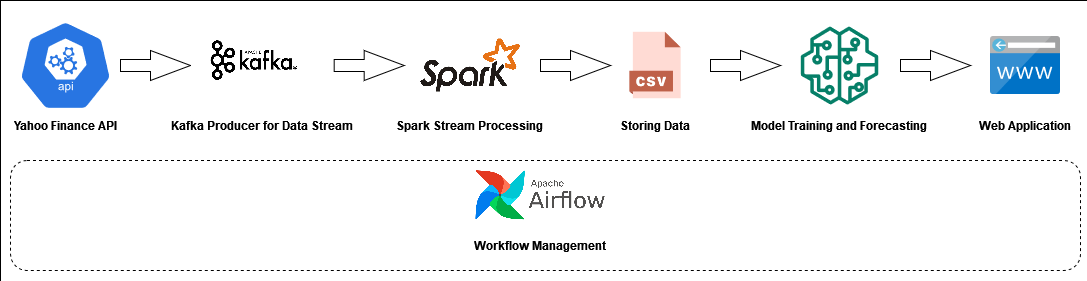 api
APACHE
kafka
Spark
CSV
WWW
Yahoo Finance API
Kafka Producer for Data Stream
Spark Stream Processing
Storing Data
Model Training and Forecasting
Web Application
Apache
Airflow
Workflow Management